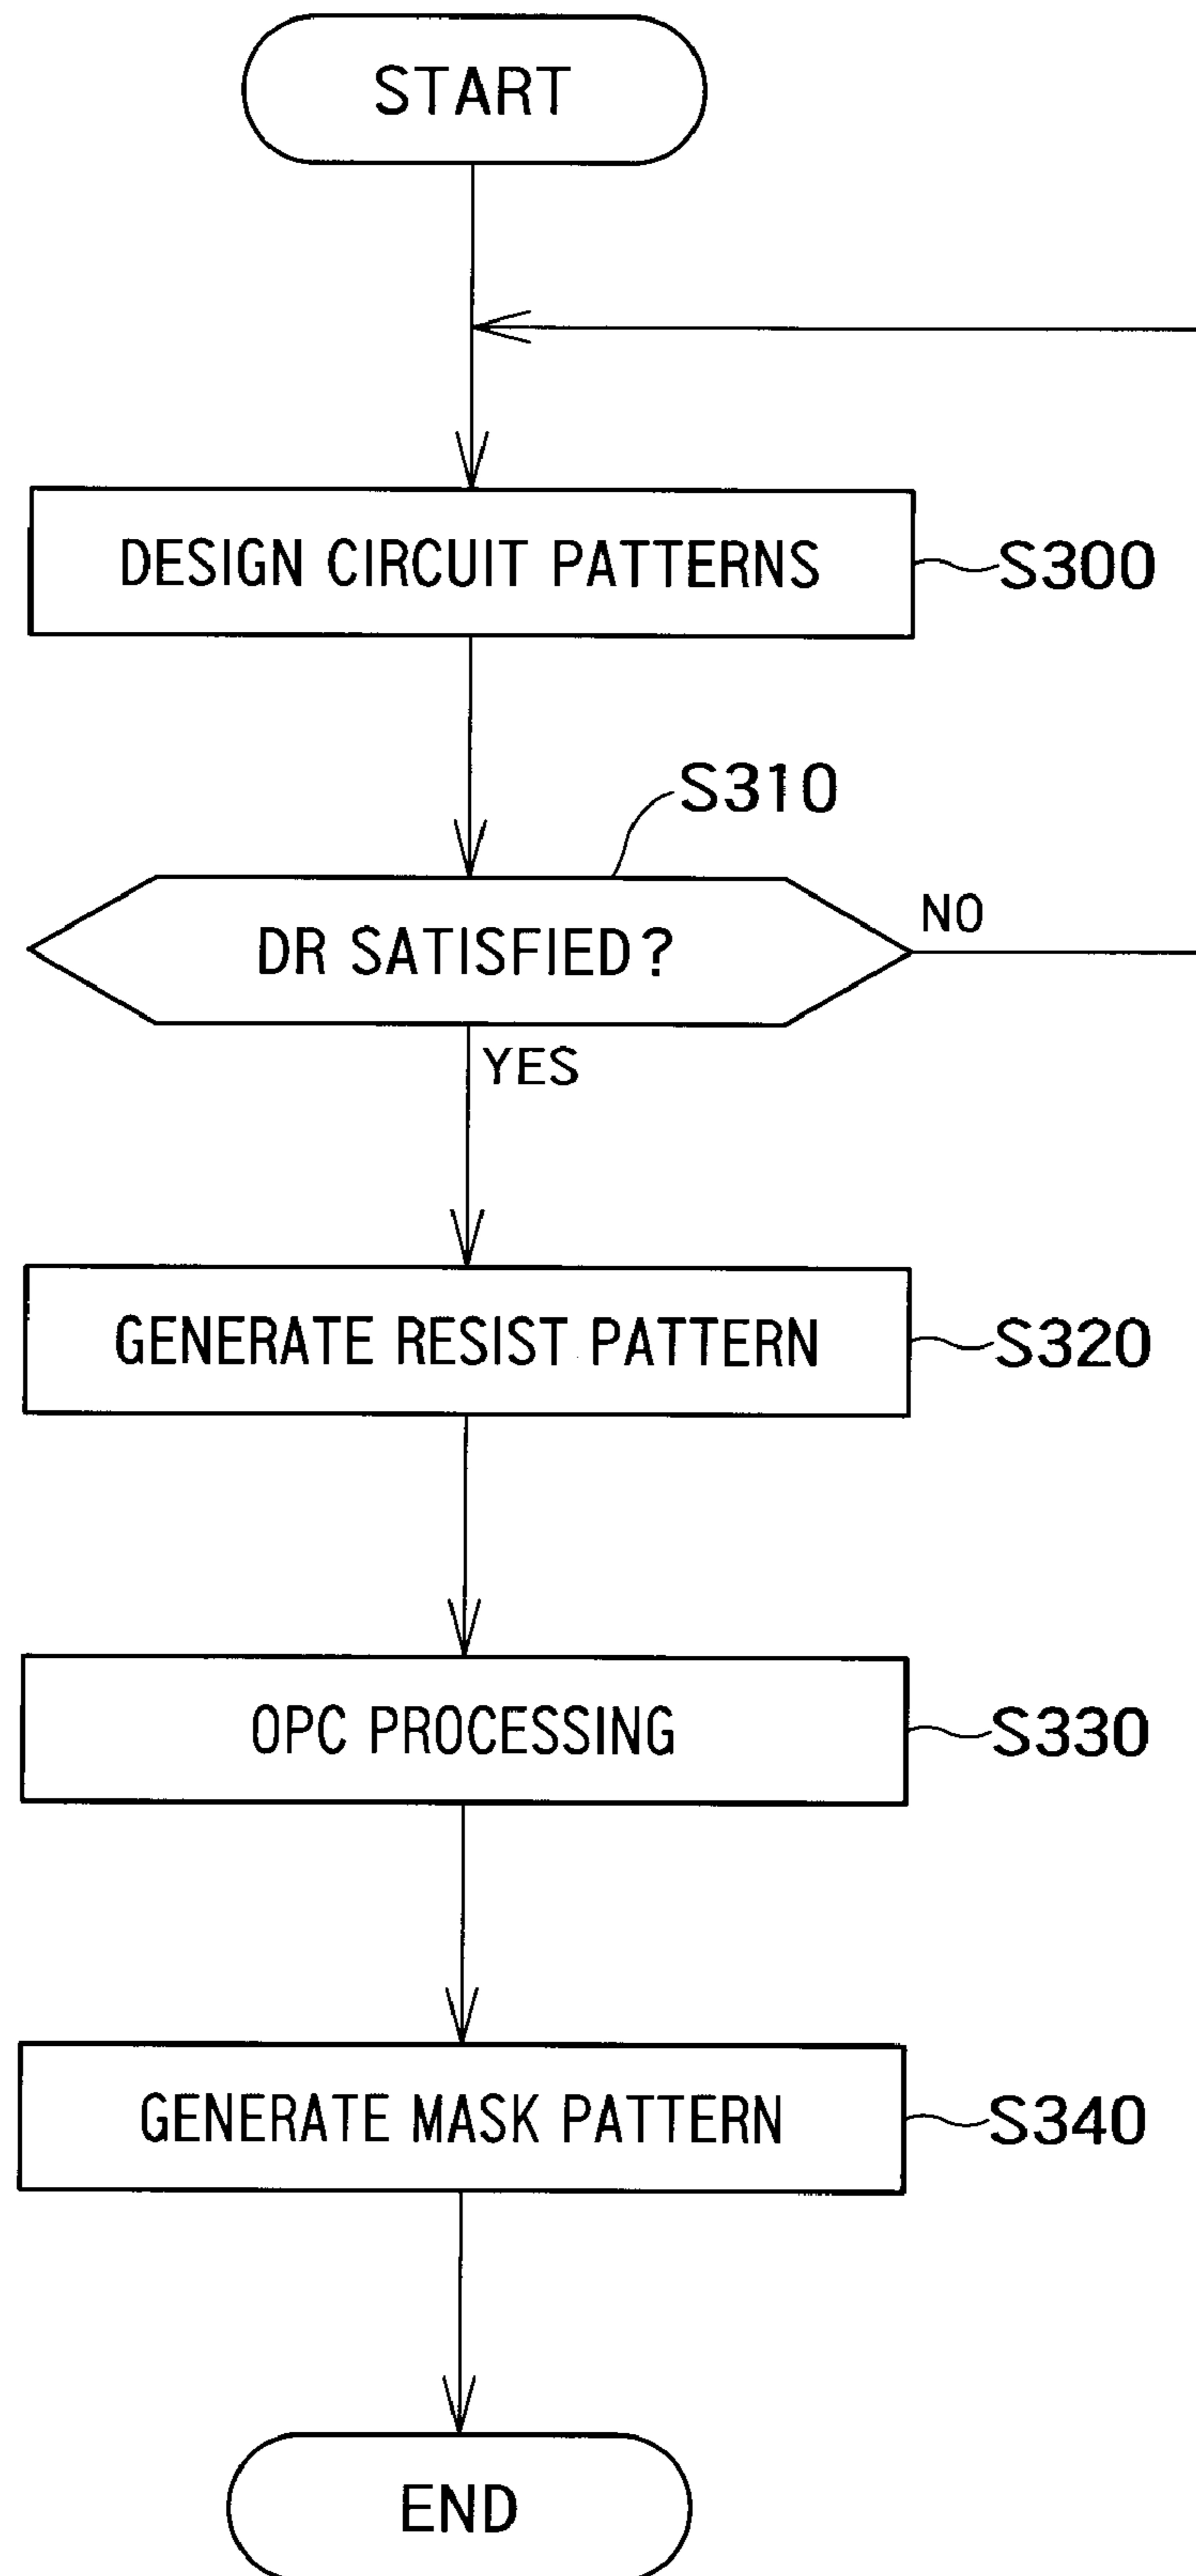 START
DESIGN CIRCUIT PATTERNS
S300
S310
DR SATISFIED?
NO
YES
GENERATE RESIST PATTERN
S320
OPC PROCESSING
S330
GENERATE MASK PATTERN
S340
END